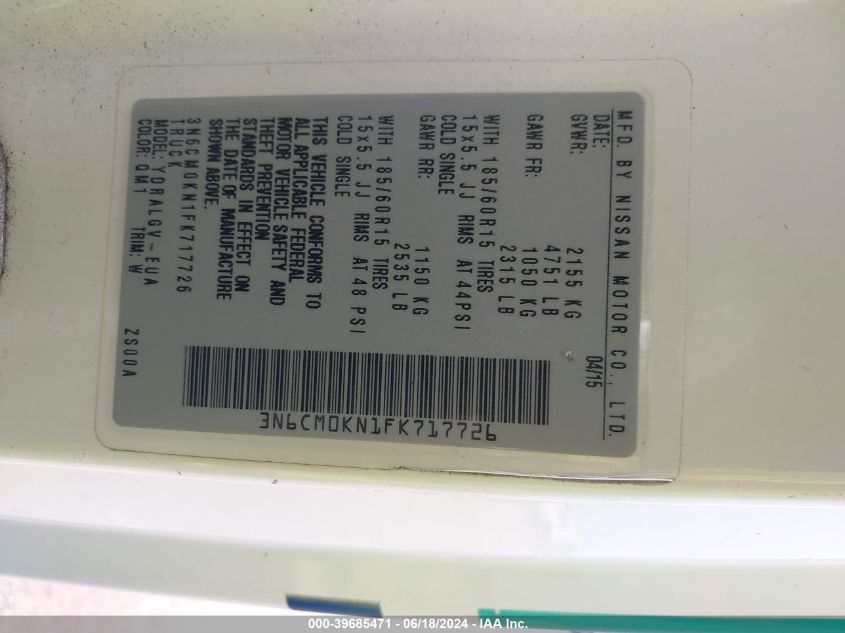 MFD. BY NISSAN MOTOR CO., LTD.
DATE: 04/15
GVWR: 2155 KG
4751 LB
GAWR FR: 1050 KG
2315 LB
WITH 185/60R15 TIRES
15x5.5 JJ RIMS AT 44PSI
COLD SINGLE
GAWR RR: 1150 KG
2535 LB
WITH 185/60R15 TIRES
15x5.5 JJ RIMS AT 48 PSI
COLD SINGLE
THIS VEHICLE CONFORMS TO
ALL APPLICABLE FEDERAL
MOTOR VEHICLE SAFETY AND
THEFT PREVENTION
STANDARDS IN EFFECT ON
THE DATE OF MANUFACTURE
SHOWN ABOVE.
3N6CM0KN1FK717726
TRUCK
MODEL: YDRALGV-EUA
COLOR: QM1 TRIM: W
ZS00A
3N6CM0KN1FK717726
000-39685471 - 06/18/2024 - IAA Inc.